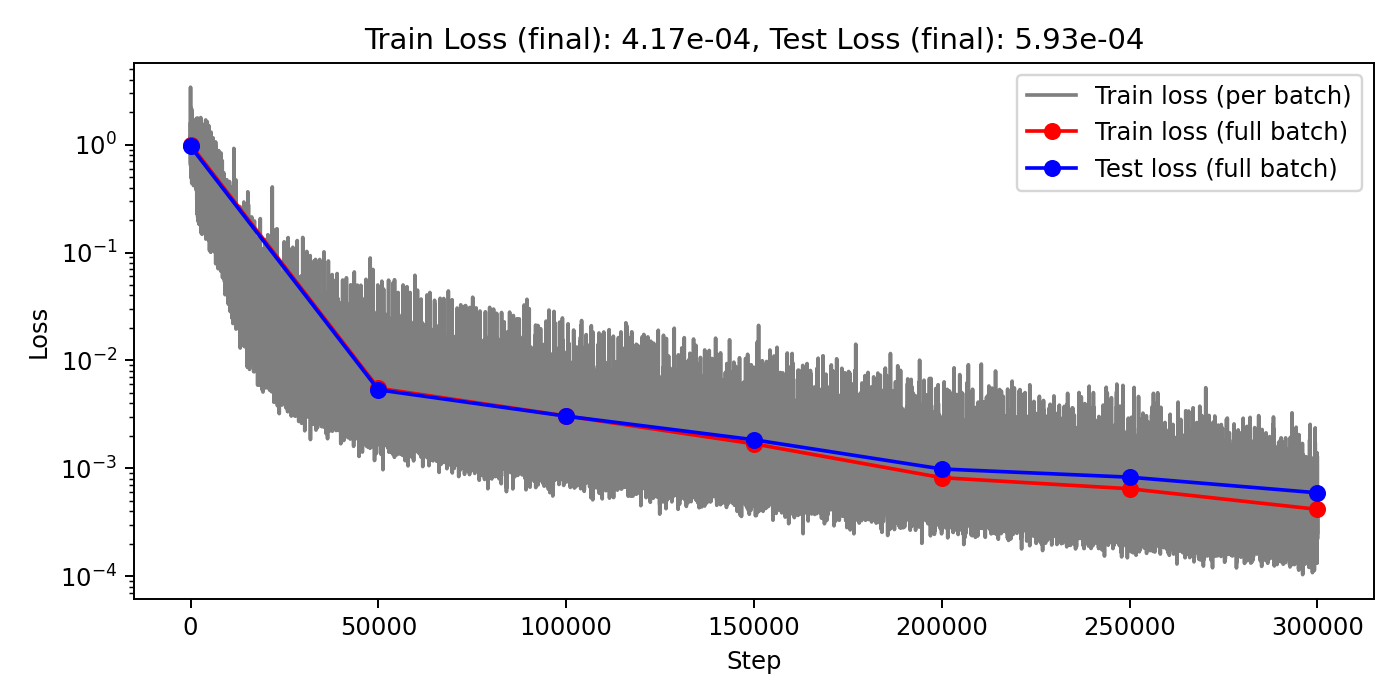 Train Loss (final): 4.17e-04, Test Loss (final): 5.93e-04
Train loss (per batch)
Train loss (full batch)
Test loss (full batch)
Loss
10⁰
10⁻¹
10⁻²
10⁻³
10⁻⁴
0 50000 100000 150000 200000 250000 300000
Step